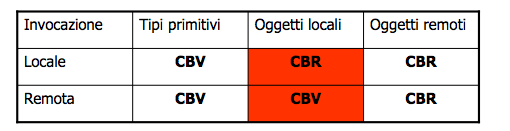 Invocazione Tipi primitivi Oggetti locali Oggetti remoti
Locale CBV CBR CBR
Remota CBV CBV CBR